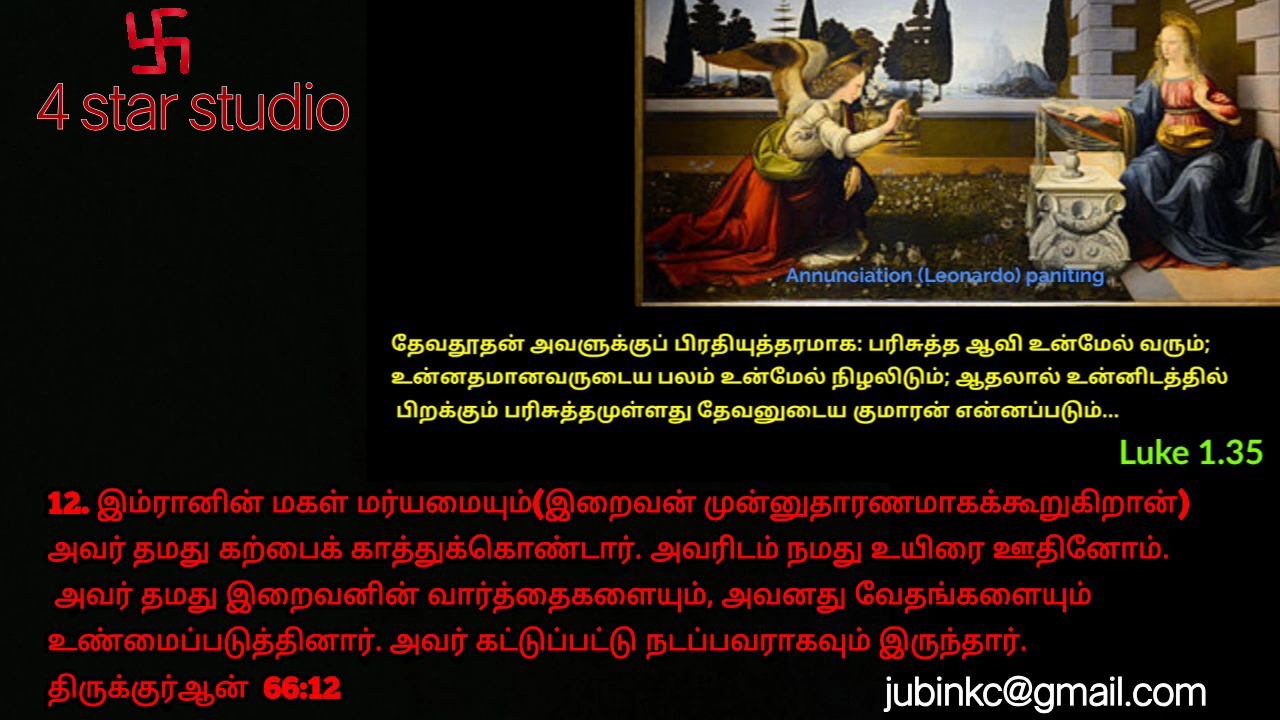 4 star studio
Annunciation (Leonardo) paniting
தேவதூதன் அவளுக்குப் பிரதியுத்தரமாக: பரிசுத்த ஆவி உன்மேல் வரும்;
உன்னதமானவருடைய பலம் உன்மேல் நிழலிடும்; ஆதலால் உன்னிடத்தில்
பிறக்கும் பரிசுத்தமுள்ளது தேவனுடைய குமாரன் என்னப்படும்...
Luke 1.35
12. இம்ரானின் மகள் மர்யமையும்(இறைவன் முன்னுதாரணமாகக்கூறுகிறான்)
அவர் தமது கற்பைக் காத்துக்கொண்டார். அவரிடம் நமது உயிரை ஊதினோம்.
அவர் தமது இறைவனின் வார்த்தைகளையும், அவனது வேதங்களையும்
உண்மைப்படுத்தினார். அவர் கட்டுப்பட்டு நடப்பவராகவும் இருந்தார்.
திருக்குர்ஆன் 66:12
jubinkc@gmail.com